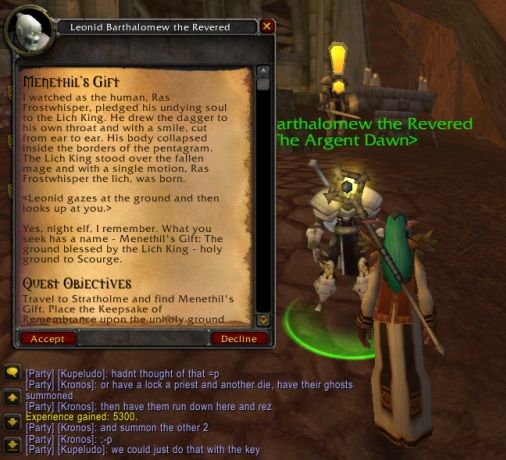 Leonid Barthalomew the Revered
Menethil's Gift
I watched as the human, Ras
Frostwhisper, pledged his undying soul
to the Lich King. He drew the dagger to
his own throat and with a smile, cut
from ear to ear. His body collapsed
inside the borders of the pentagram.
The Lich King stood over the fallen
mage and with a single motion, Ras
Frostwhisper the lich, was born.
<Leonid gazes at the ground and then
looks up at you.>
Yes, night elf, I remember. What you
seek has a name - Menethil's Gift: The
ground blessed by the Lich King - holy
ground to Scourge.
Quest Objectives
Travel to Stratholme and find Menethil's
Gift. Place the Keepsake of
Remembrance upon the unholy ground
Accept
Decline
arthalomew the Revered
The Argent Dawn>
[Party] [Kupeludo]: hadnt thought of that =p
[Party] [Kronos]: or have a lock a priest and another die, have their ghosts
summoned
[Party] [Kronos]: then have them run down here and rez
Experience gained: 5300.
[Party] [Kronos]: and summon the other 2
[Party] [Kronos]: ;-p
[Party] [Kupeludo]: we could just do that with the key